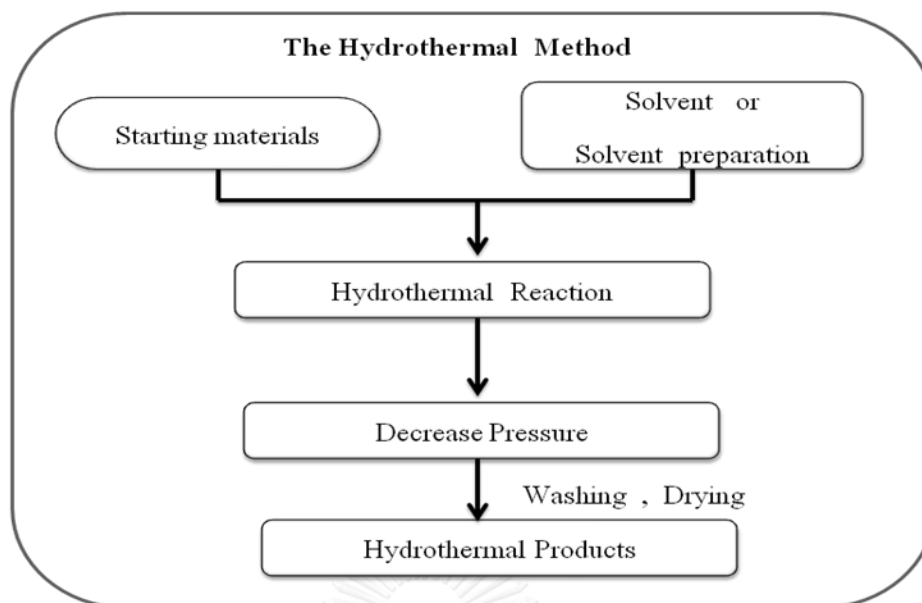 The Hydrothermal Method
Starting materials
Solvent or
Solvent preparation
Hydrothermal Reaction
Decrease Pressure
Washing , Drying
Hydrothermal Products